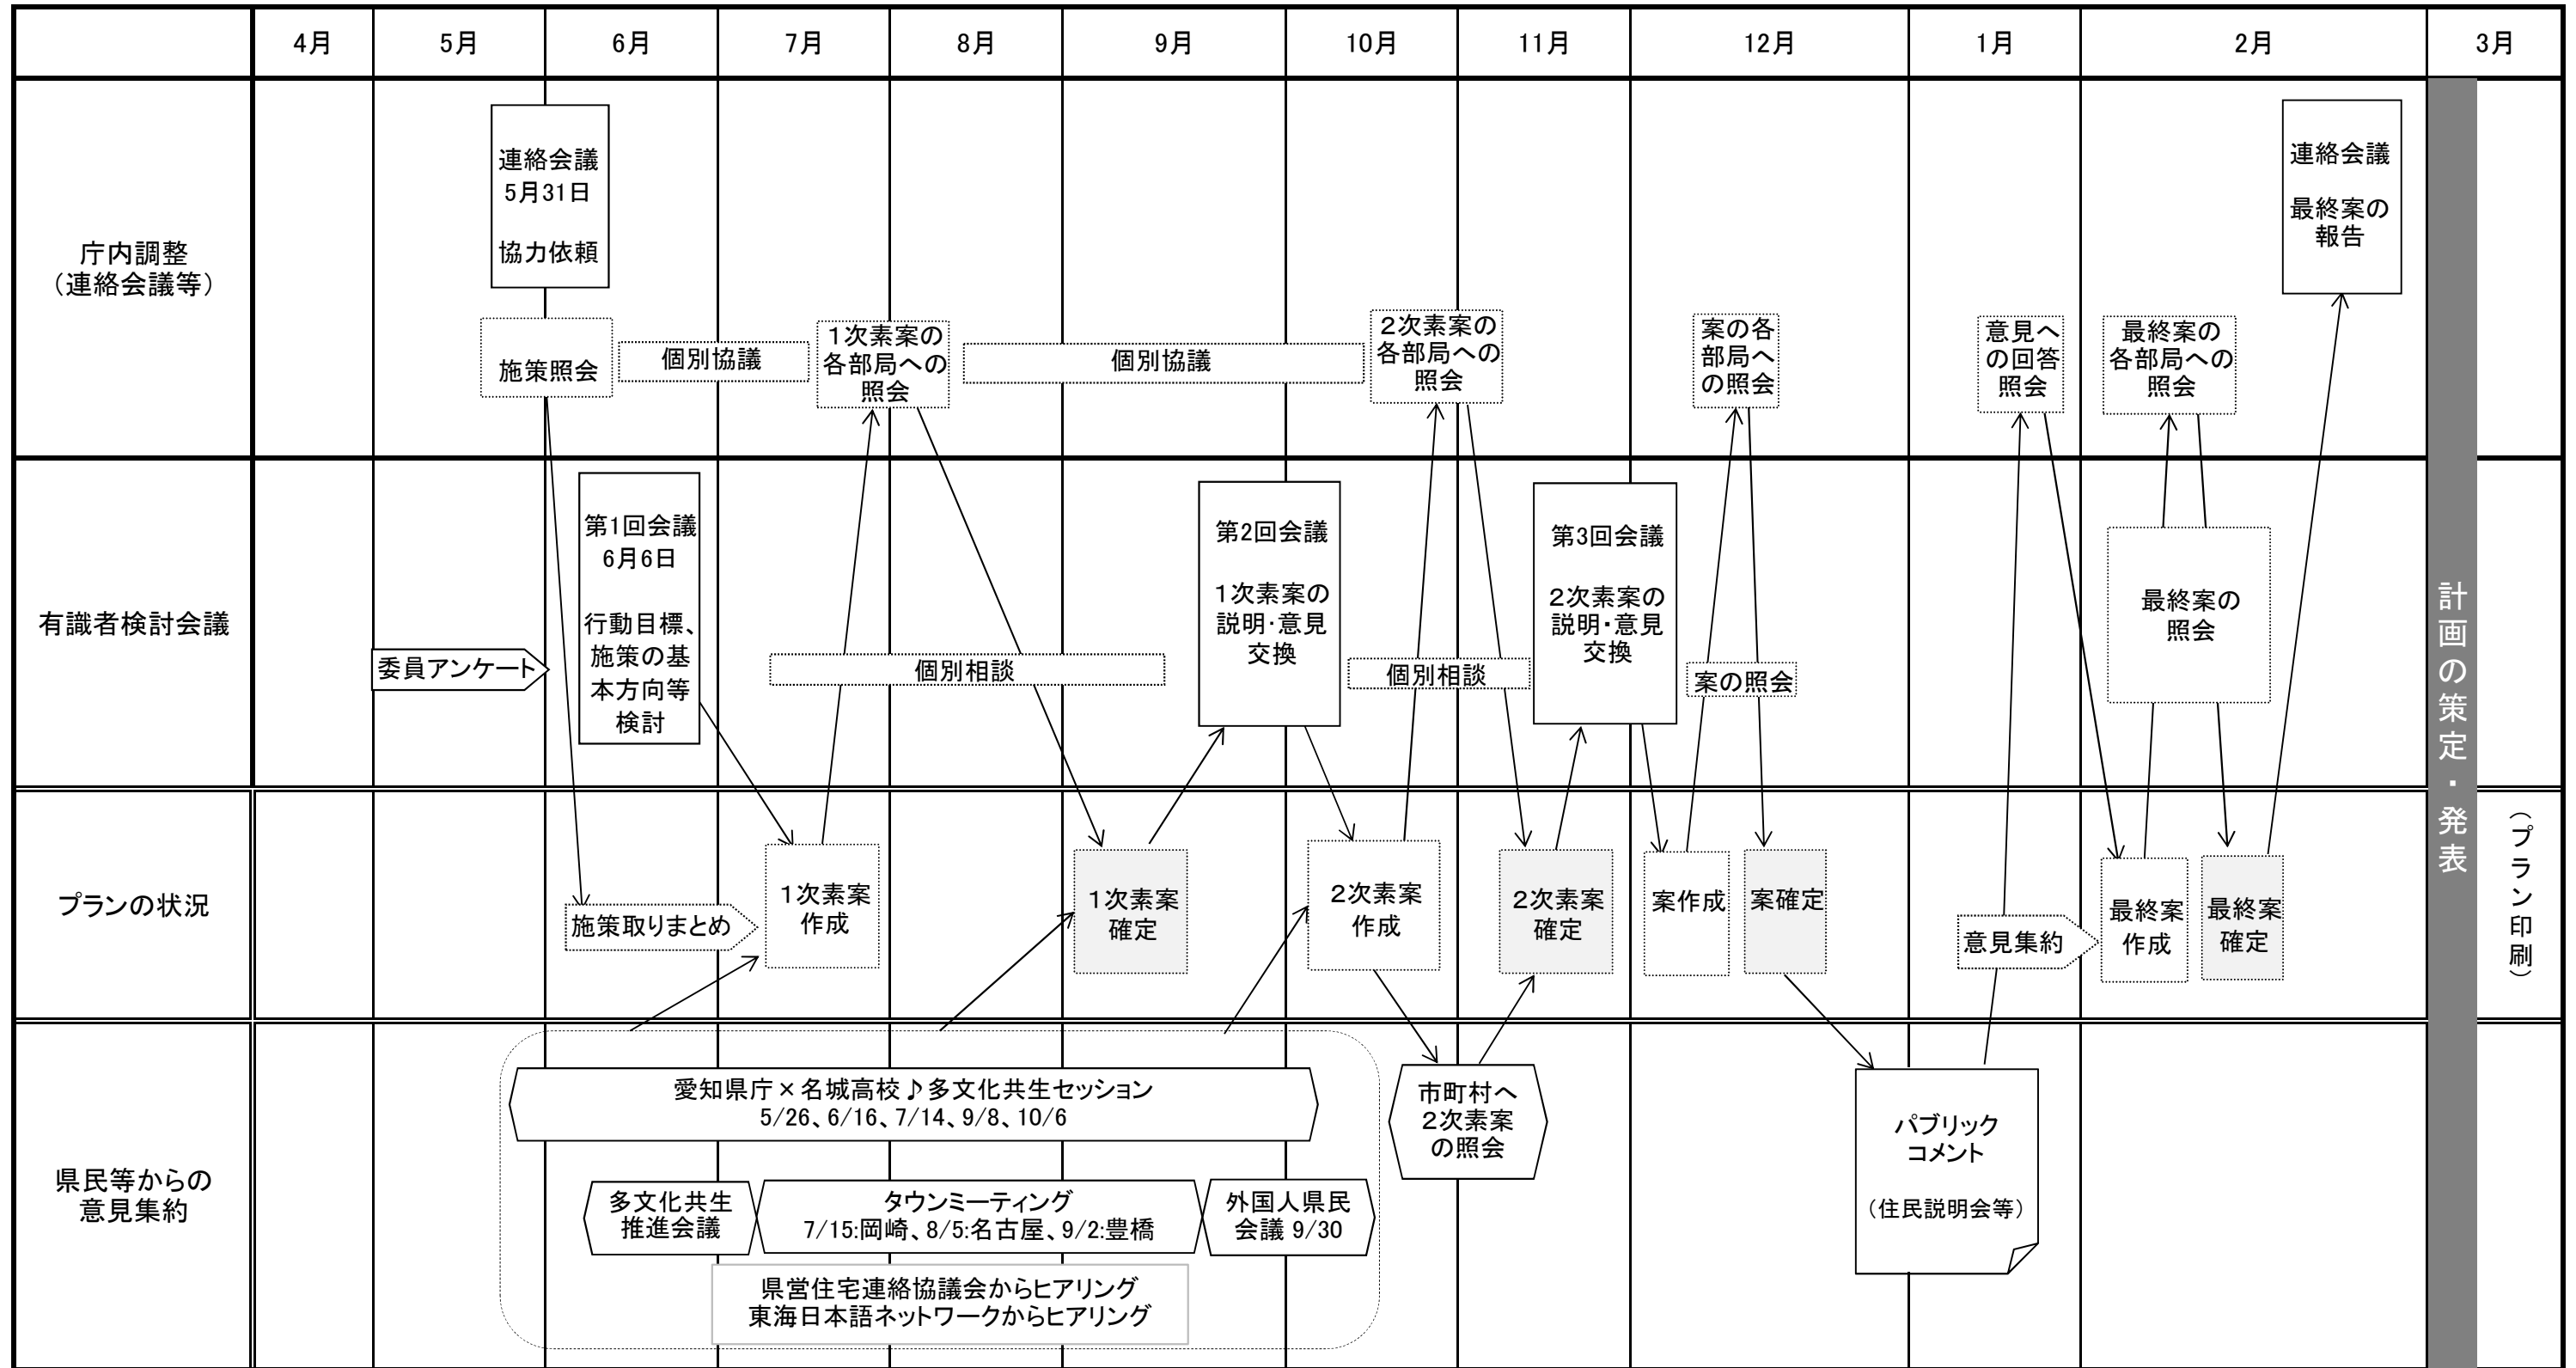 4月
5月
6月
7月
8月
9月
10月
11月
12月
1月
2月
3月
庁内調整
（連絡会議等）
連絡会議
5月31日
協力依頼
施策照会
個別協議
1次素案の
各部局への
照会
個別協議
2次素案の
各部局への
照会
案の各
部局へ
の照会
意見へ
の回答
照会
最終案の
各部局への
照会
連絡会議
最終案の
報告
有識者検討会議
委員アンケート
第1回会議
6月6日
行動目標、
施策の基
本方向等
検討
個別相談
第2回会議
1次素案の
説明・意見
交換
個別相談
第3回会議
2次素案の
説明・意見
交換
案の照会
最終案の
照会
計画の策定・発表
プランの状況
施策取りまとめ
1次素案
作成
1次素案
確定
2次素案
作成
2次素案
確定
案作成
案確定
意見集約
最終案
作成
最終案
確定
（プラン印刷）
県民等からの
意見集約
愛知県庁×名城高校♪多文化共生セッション
5/26、6/16、7/14、9/8、10/6
多文化共生
推進会議
タウンミーティング
7/15:岡崎、8/5:名古屋、9/2:豊橋
外国人県民
会議 9/30
県営住宅連絡協議会からヒアリング
東海日本語ネットワークからヒアリング
市町村へ
2次素案
の照会
パブリック
コメント
（住民説明会等）